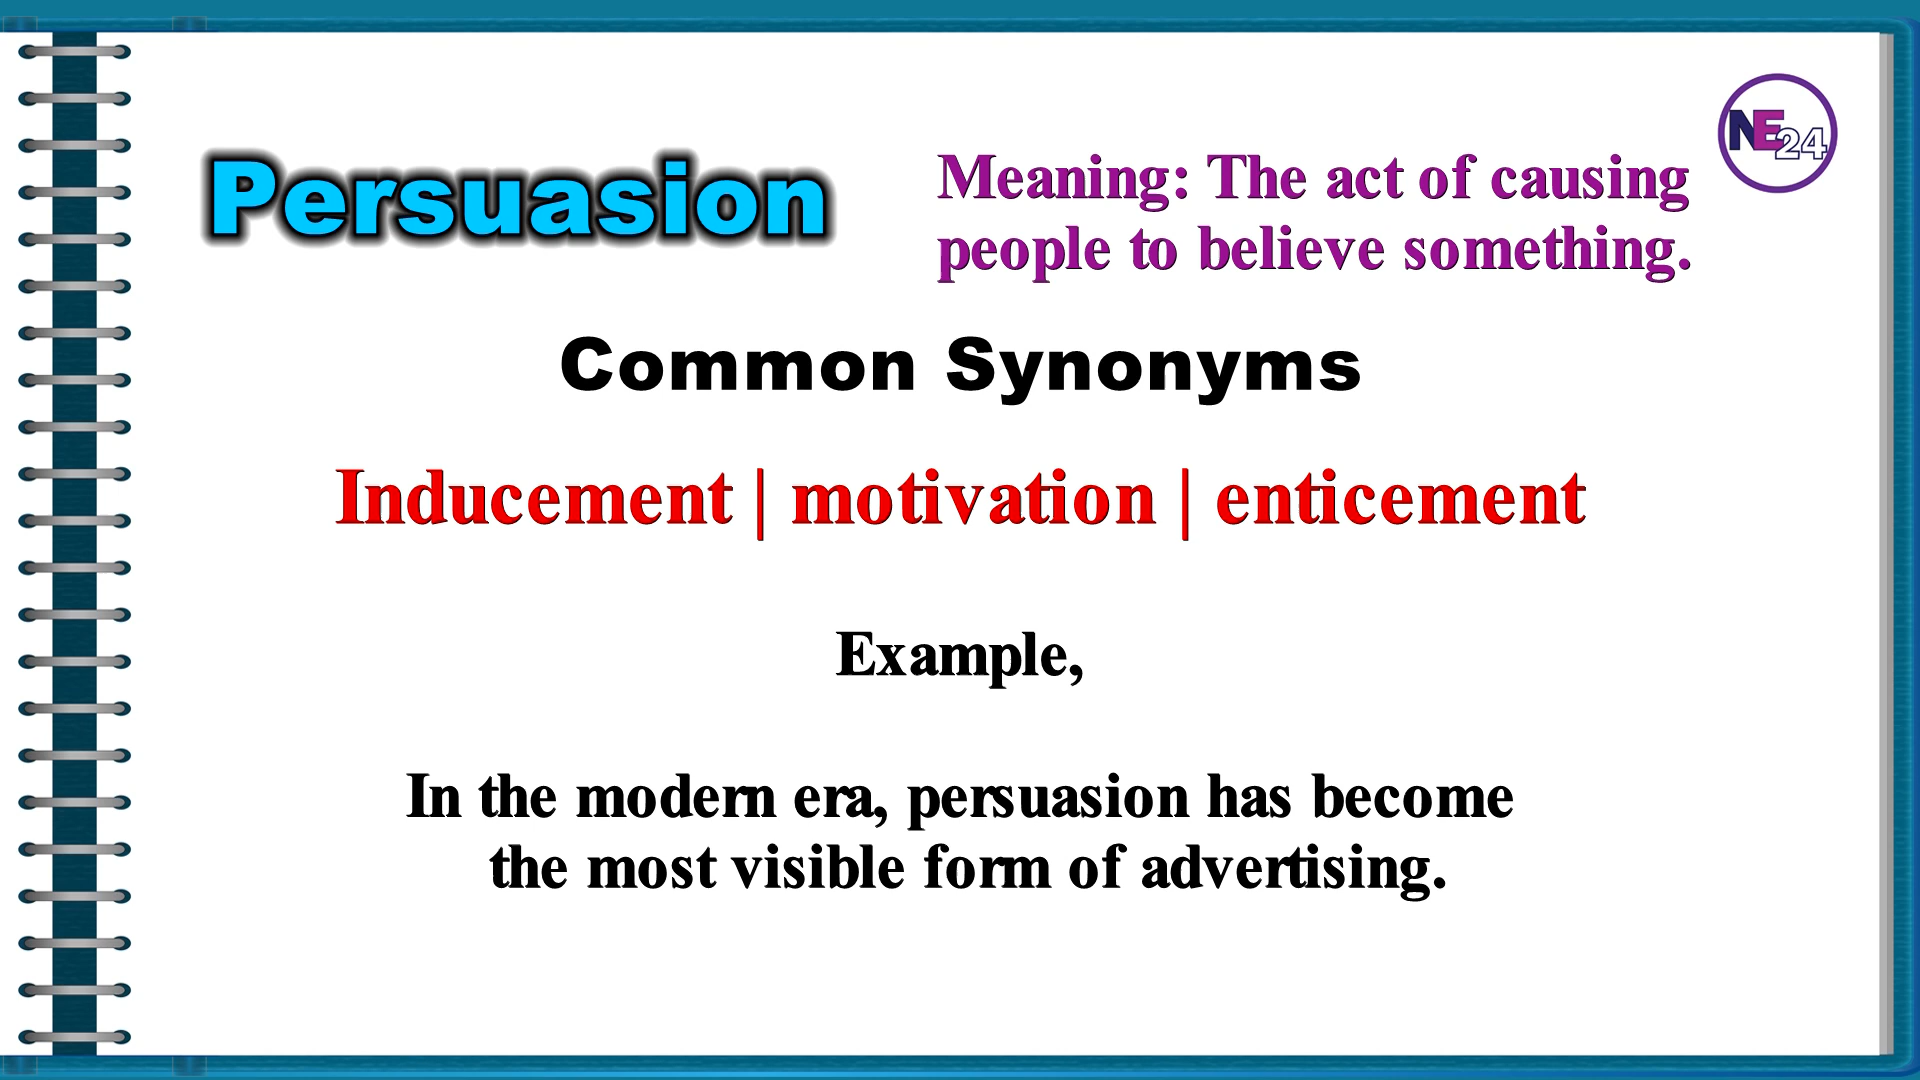 Persuasion
Meaning: The act of causing
people to believe something.
NE24
Common Synonyms
Inducement | motivation | enticement
Example,
In the modern era, persuasion has become
the most visible form of advertising.